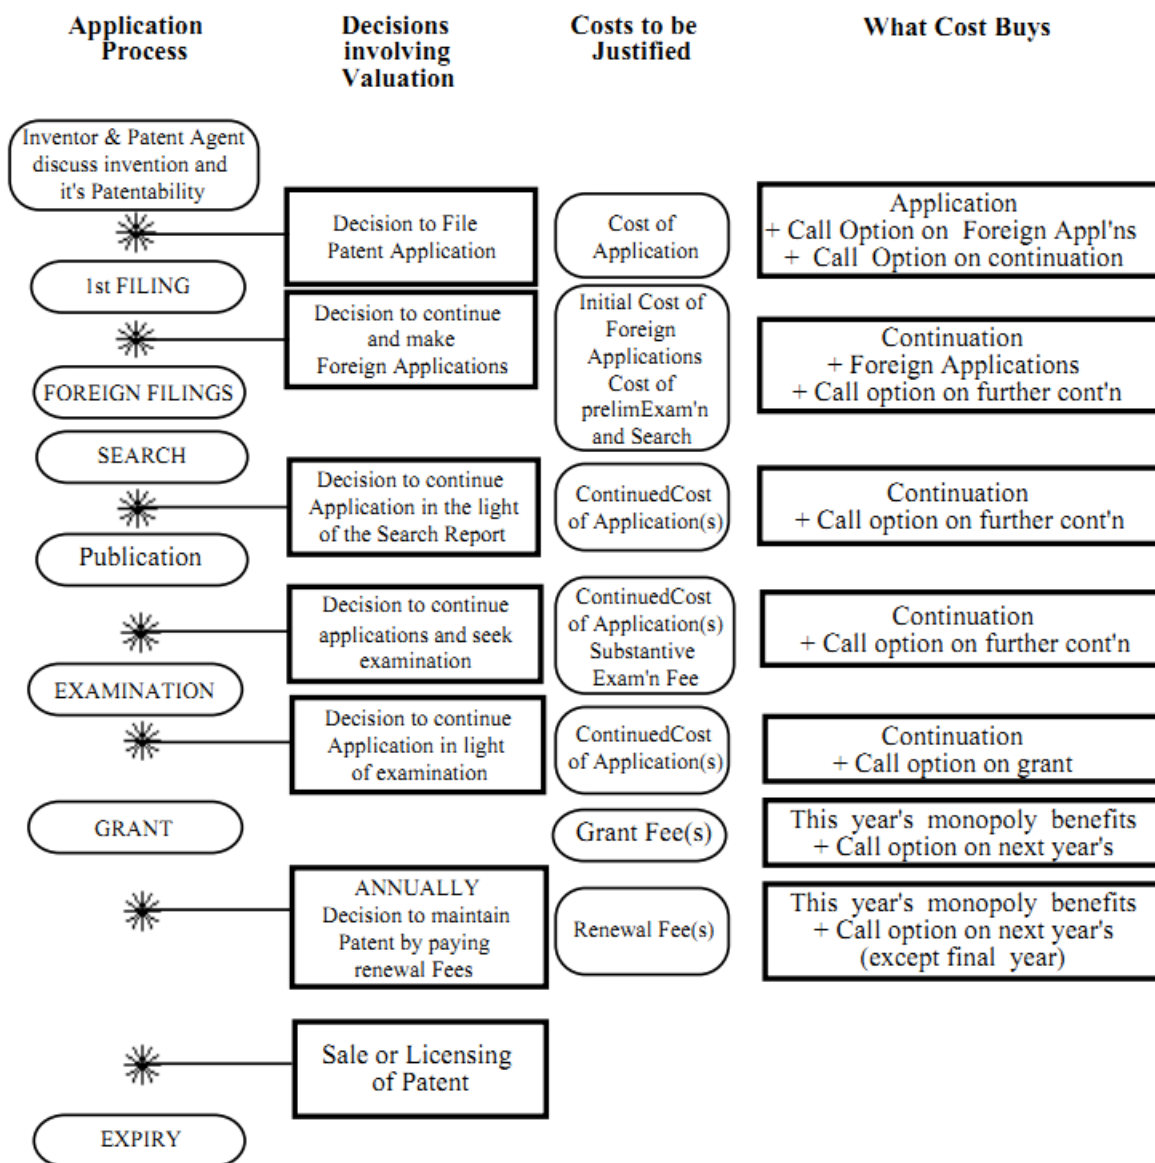 Application
Process
Decisions
involving
Valuation
Costs to be
Justified
What Cost Buys
Inventor & Patent Agent
discuss invention and
it's Patentability
Decision to File
Patent Application
Cost of
Application
Application
+ Call Option on Foreign Appl'ns
+ Call Option on continuation
1st FILING
Decision to continue
and make
Foreign Applications
Initial Cost of
Foreign
Applications
Cost of
prelimExam'n
and Search
Continuation
+ Foreign Applications
+ Call option on further cont'n
FOREIGN FILINGS
SEARCH
Decision to continue
Application in the light
of the Search Report
ContinuedCost
of Application(s)
Continuation
+ Call option on further cont'n
Publication
Decision to continue
applications and seek
examination
ContinuedCost
of Application(s)
Substantive
Exam'n Fee
Continuation
+ Call option on further cont'n
EXAMINATION
Decision to continue
Application in light
of examination
ContinuedCost
of Application(s)
Continuation
+ Call option on grant
GRANT
Grant Fee(s)
This year's monopoly benefits
+ Call option on next year's
ANNUALLY
Decision to maintain
Patent by paying
renewal Fees
Renewal Fee(s)
This year's monopoly benefits
+ Call option on next year's
(except final year)
Sale or Licensing
of Patent
EXPIRY